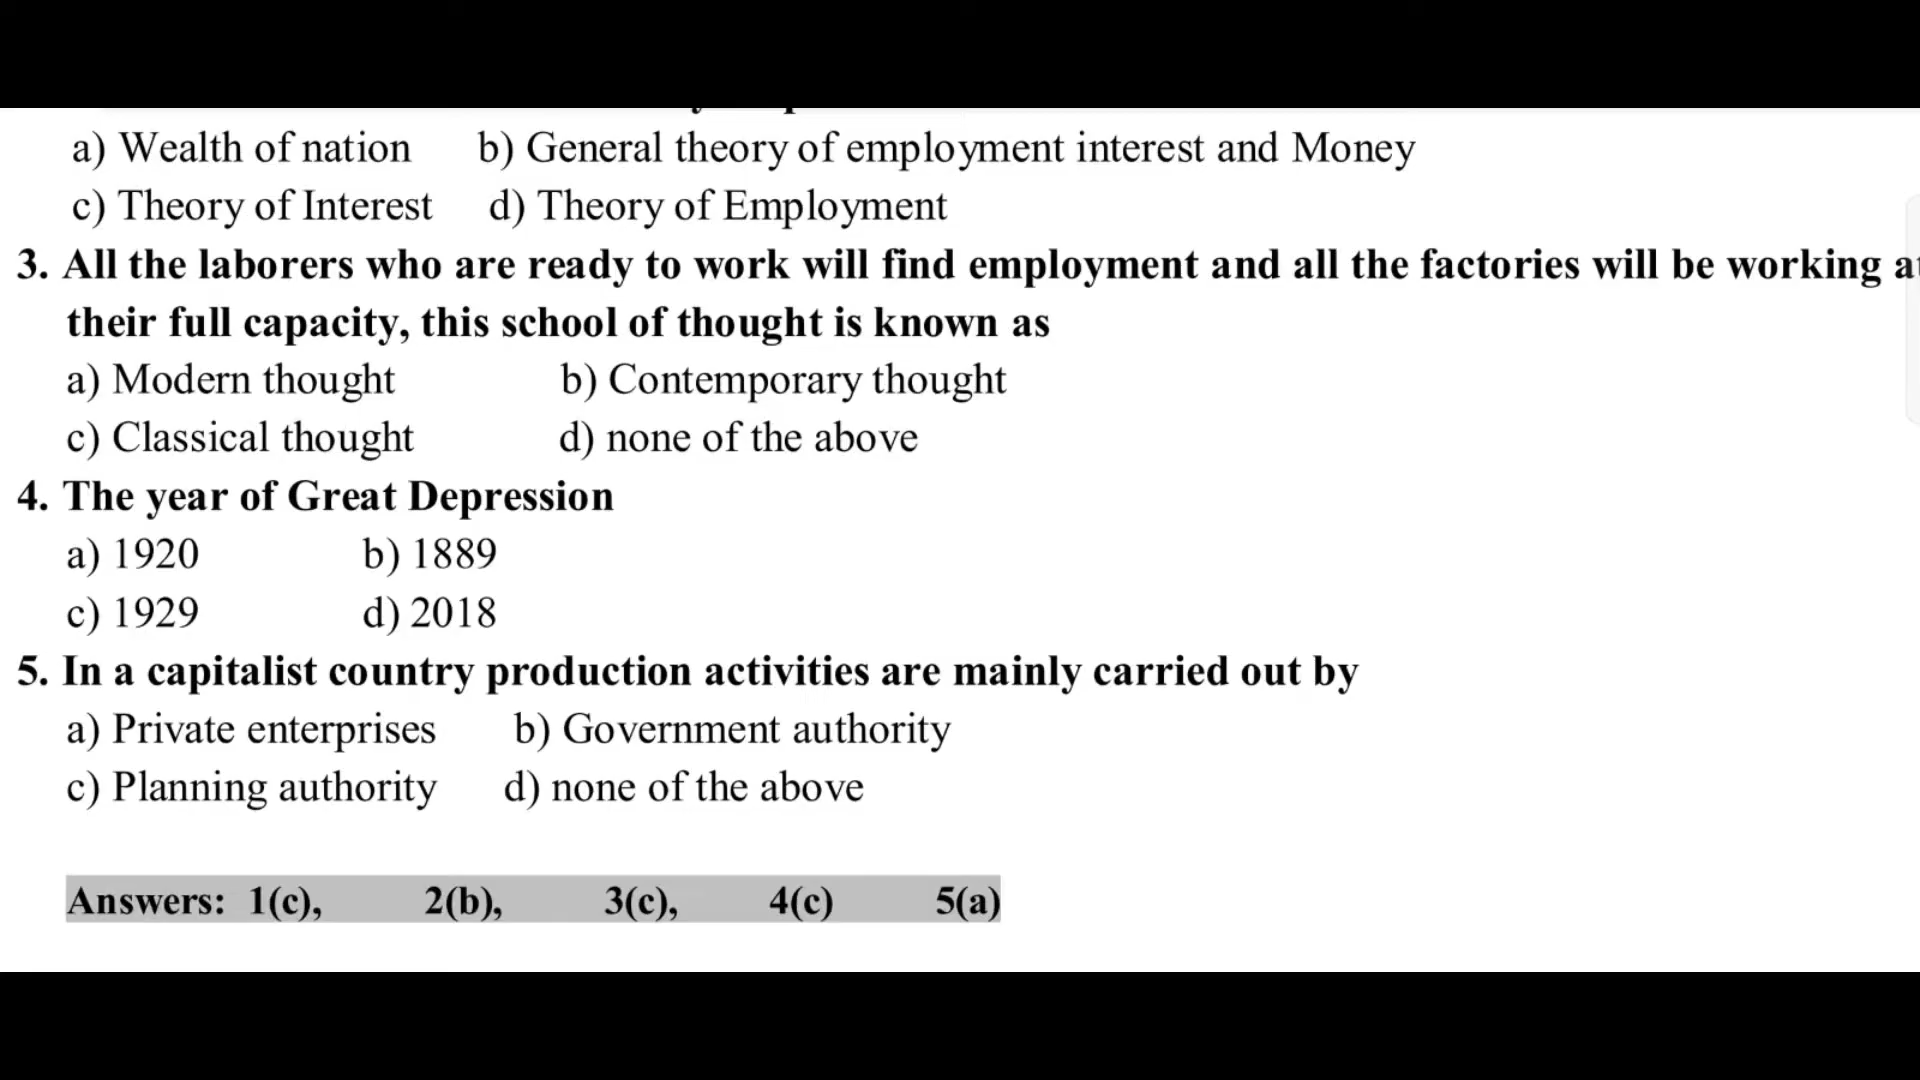 a) Wealth of nation b) General theory of employment interest and Money
c) Theory of Interest d) Theory of Employment
3. All the laborers who are ready to work will find employment and all the factories will be working at
their full capacity, this school of thought is known as
a) Modern thought b) Contemporary thought
c) Classical thought d) none of the above
4. The year of Great Depression
a) 1920 b) 1889
c) 1929 d) 2018
5. In a capitalist country production activities are mainly carried out by
a) Private enterprises b) Government authority
c) Planning authority d) none of the above
Answers: 1(c), 2(b), 3(c), 4(c) 5(a)